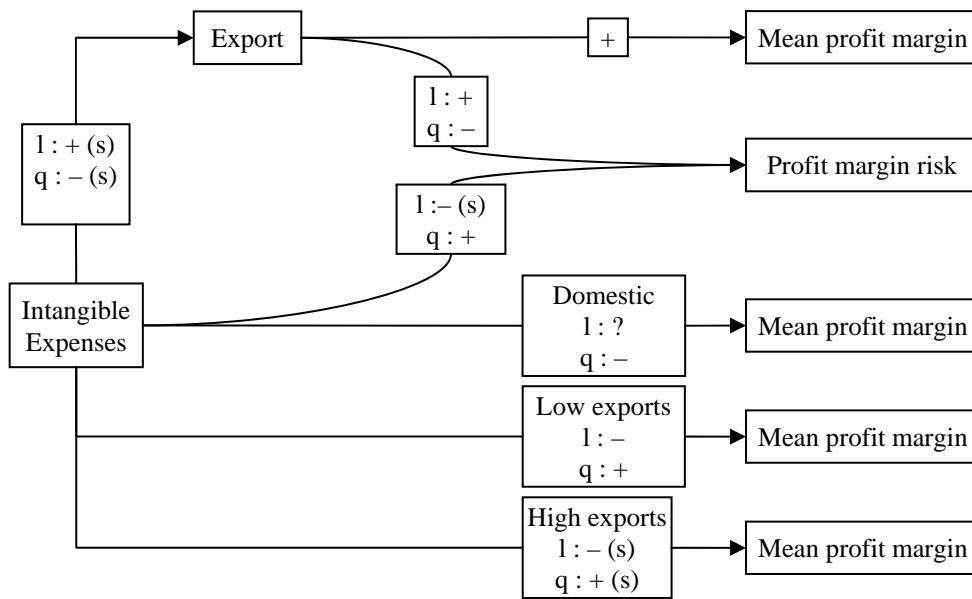 Export
+
Mean profit margin
l : +
q : –
l : + (s)
q : – (s)
Profit margin risk
l :– (s)
q : +
Intangible
Expenses
Domestic
l : ?
q : –
Mean profit margin
Low exports
l : –
q : +
Mean profit margin
High exports
l : – (s)
q : + (s)
Mean profit margin